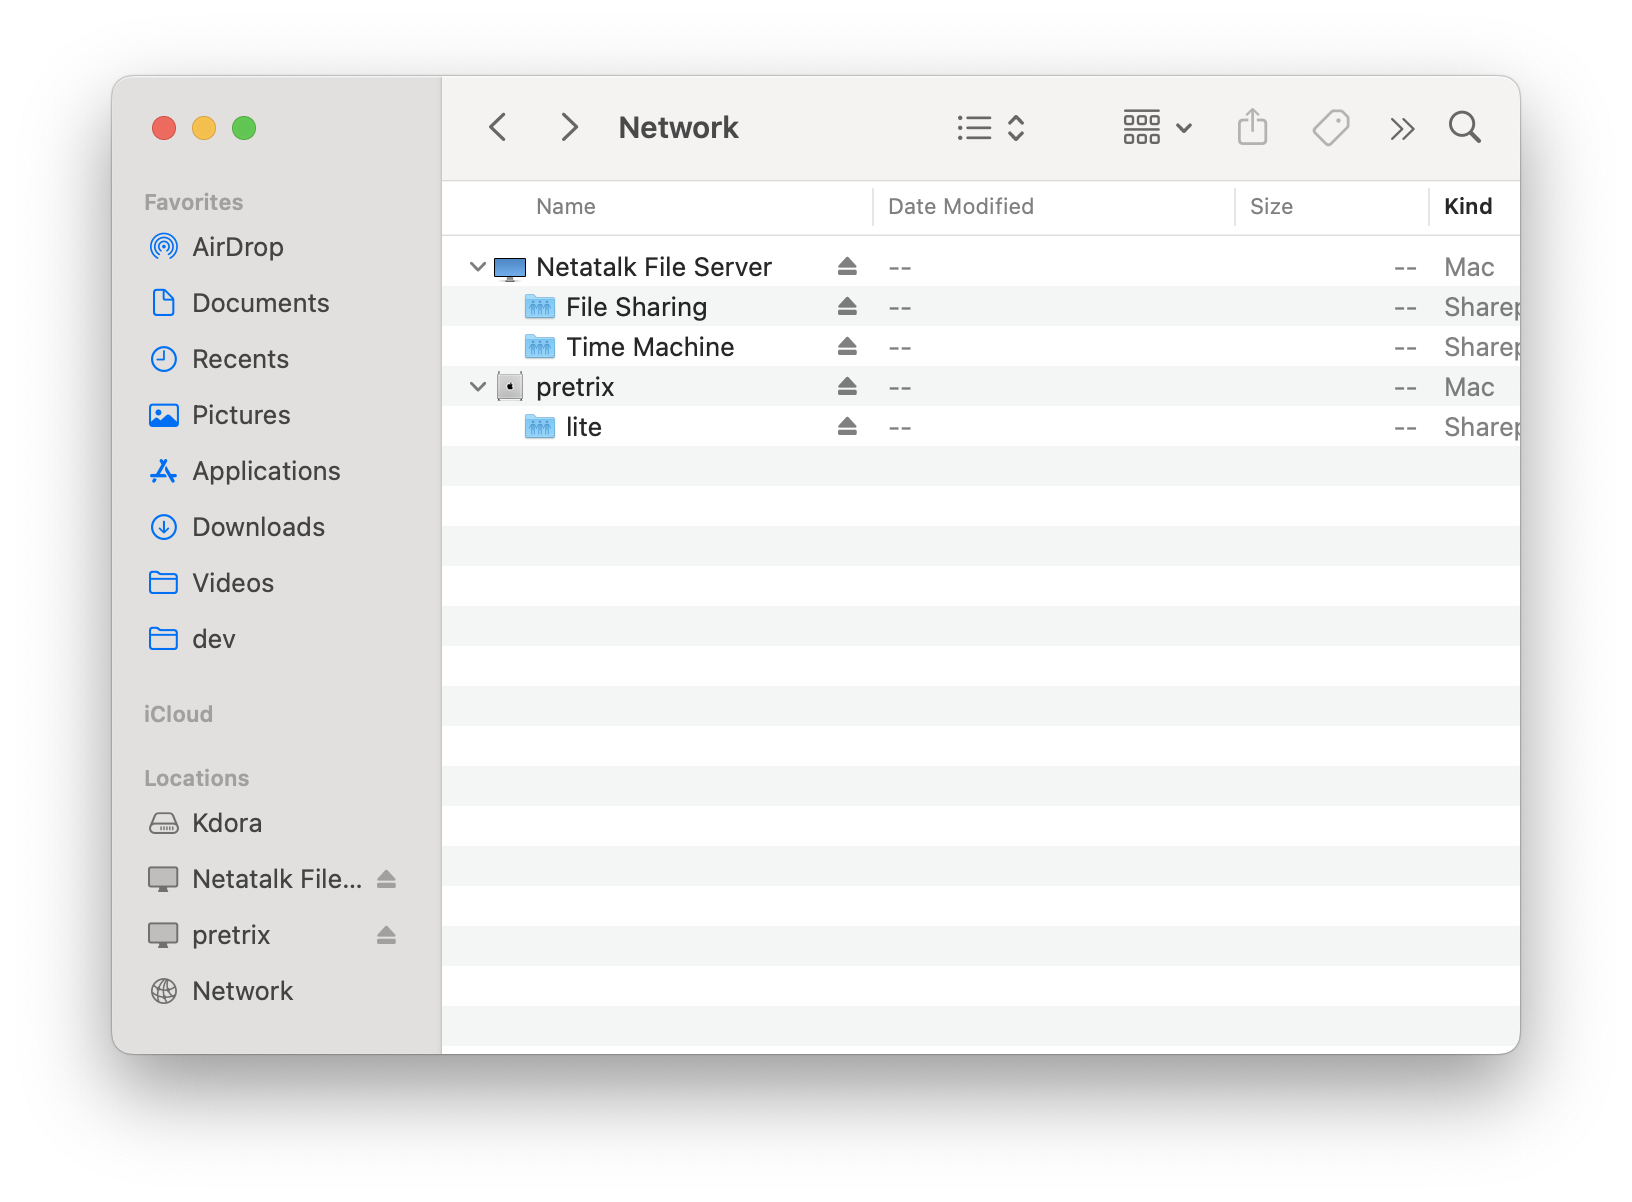 Network
Favorites
AirDrop
Documents
Recents
Pictures
Applications
Downloads
Videos
dev
iCloud
Locations
Kdora
Netatalk File...
pretrix
Network
Name Date Modified Size Kind
Netatalk File Server -- -- Mac
File Sharing -- -- Sharep
Time Machine -- -- Sharep
pretrix -- -- Mac
lite -- -- Sharep